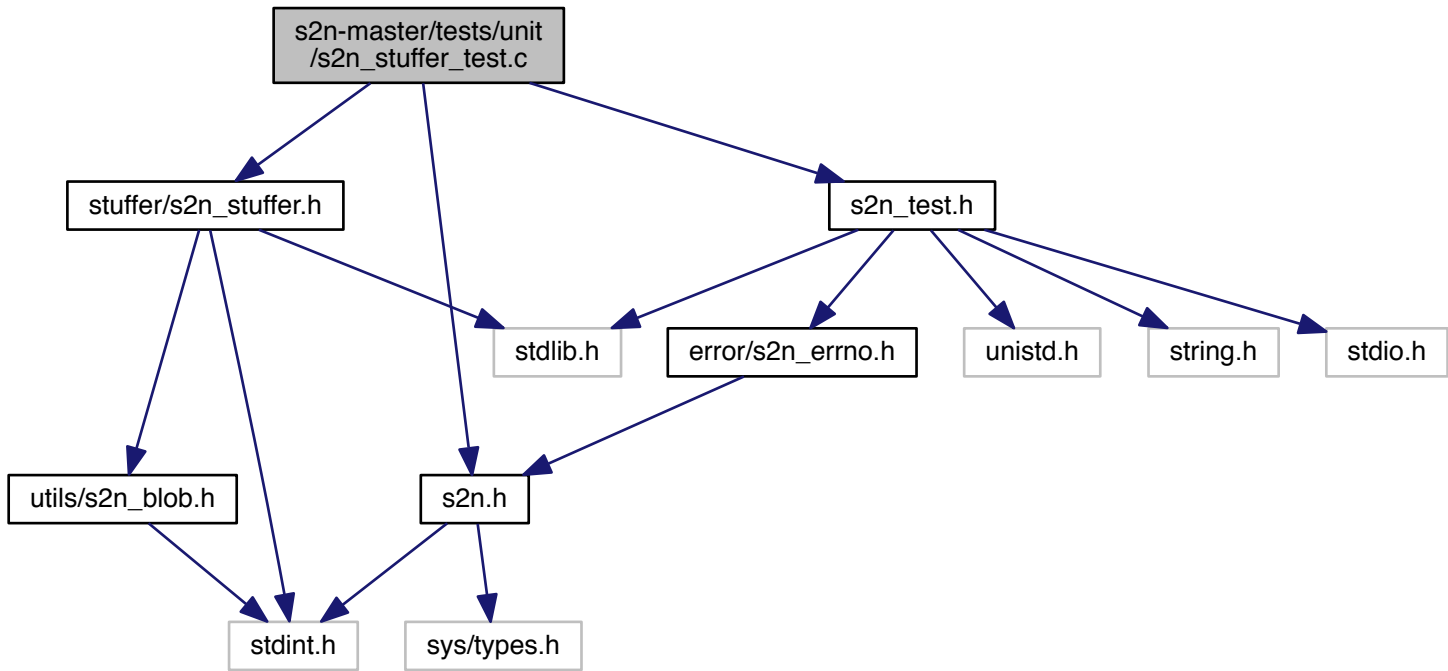 s2n-master/tests/unit
/s2n_stuffer_test.c
stuffer/s2n_stuffer.h
s2n_test.h
stdlib.h
error/s2n_errno.h
unistd.h
string.h
stdio.h
utils/s2n_blob.h
s2n.h
stdint.h
sys/types.h